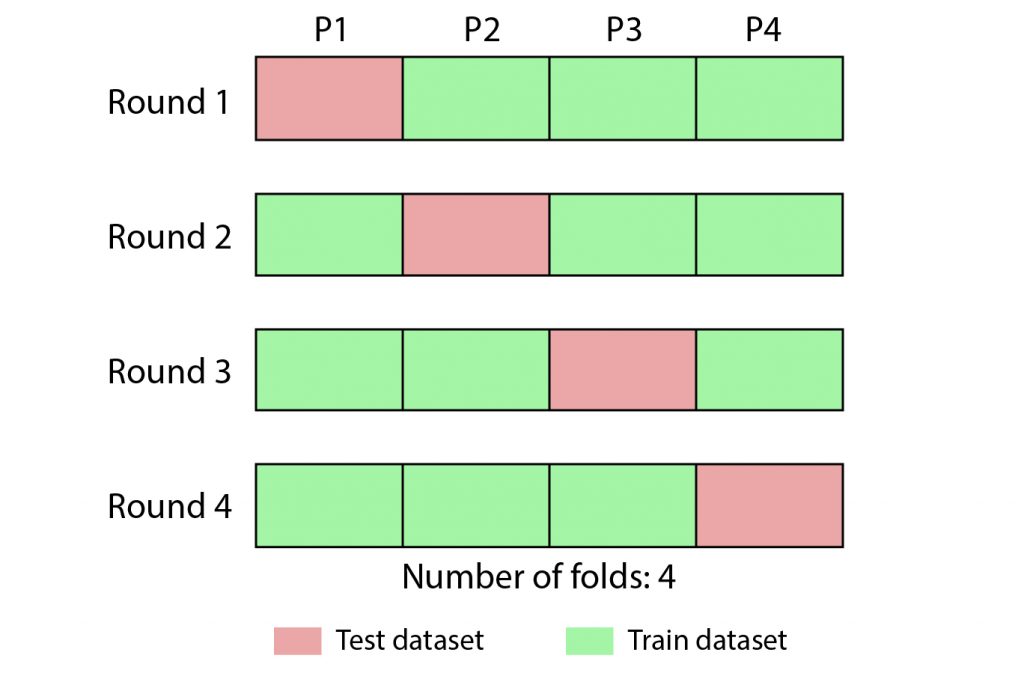 P1 P2 P3 P4
Round 1
Round 2
Round 3
Round 4
Number of folds: 4
Test dataset Train dataset